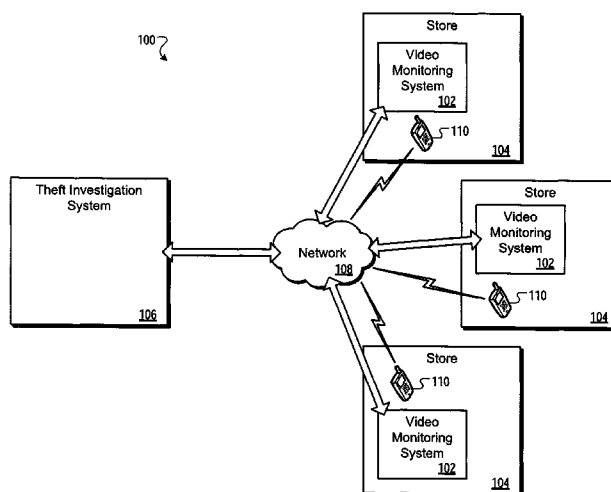 100
Store
Video
Monitoring
System
102
110
104
Theft Investigation
System
106
Network
108
Store
Video
Monitoring
System
102
110
104
Store
110
Video
Monitoring
System
102
104